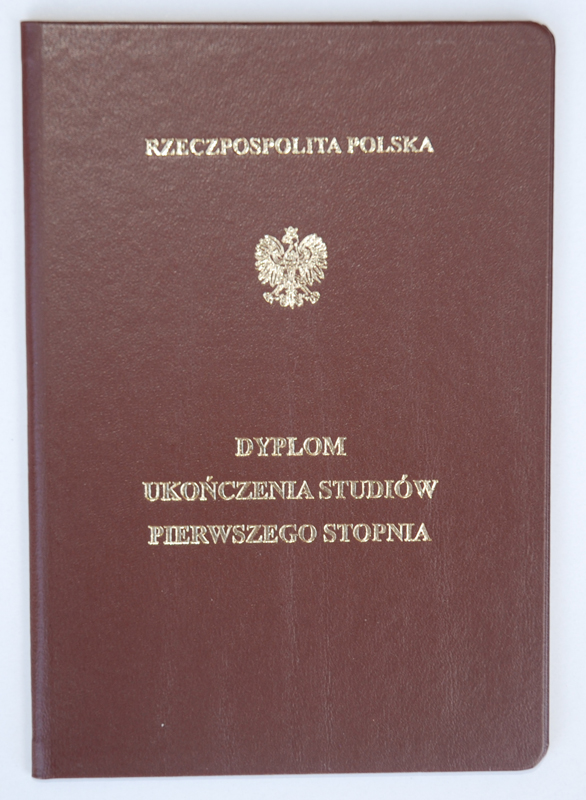 RZECZPOSPOLITA POLSKA
DYPLOM
UKOŃCZENIA STUDIÓW
PIERWSZEGO STOPNIA